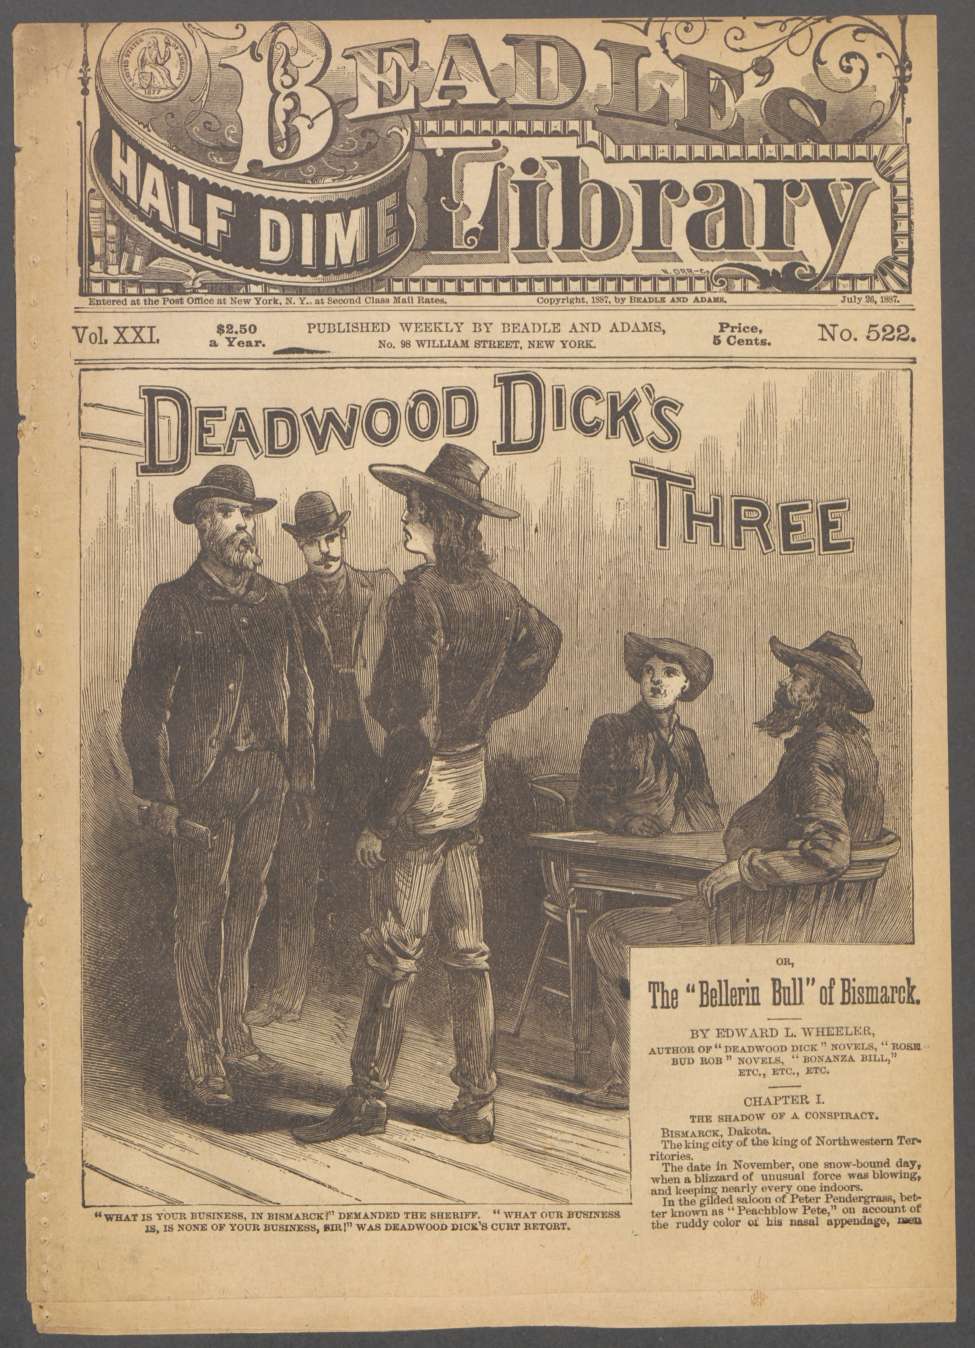 UNITED STATES OF AMERICA
1877
BEADLE'S
HALF DIME
Library
N. ORR-Co
Entered at the Post Office at New York, N. Y., at Second Class Mail Rates. Copyright, 1887, by BEADLE AND ADAMS. July 26, 1887.
Vol. XXI. $2.50 a Year. PUBLISHED WEEKLY BY BEADLE AND ADAMS, No. 98 WILLIAM STREET, NEW YORK. Price, 5 Cents. No. 522.
DEADWOOD DICK'S
THREE
OR,
The "Bellerin Bull" of Bismarck.
BY EDWARD L. WHEELER,
AUTHOR OF "DEADWOOD DICK" NOVELS, "ROSE
BUD ROB" NOVELS, "BONANZA BILL,"
ETC., ETC., ETC.
CHAPTER I.
THE SHADOW OF A CONSPIRACY.
BISMARCK, Dakota.
The king city of the king of Northwestern Ter-
ritories.
The date in November, one snow-bound day,
when a blizzard of unusual force was blowing,
and keeping nearly every one indoors.
In the gilded saloon of Peter Pendergrass, bet-
ter known as "Peachblow Pete," on account of
the ruddy color of his nasal appendage, men
"WHAT IS YOUR BUSINESS, IN BISMARCK?" DEMANDED THE SHERIFF. "WHAT OUR BUSINESS
IS, IS NONE OF YOUR BUSINESS, SIR!" WAS DEADWOOD DICK'S CURT RETORT.